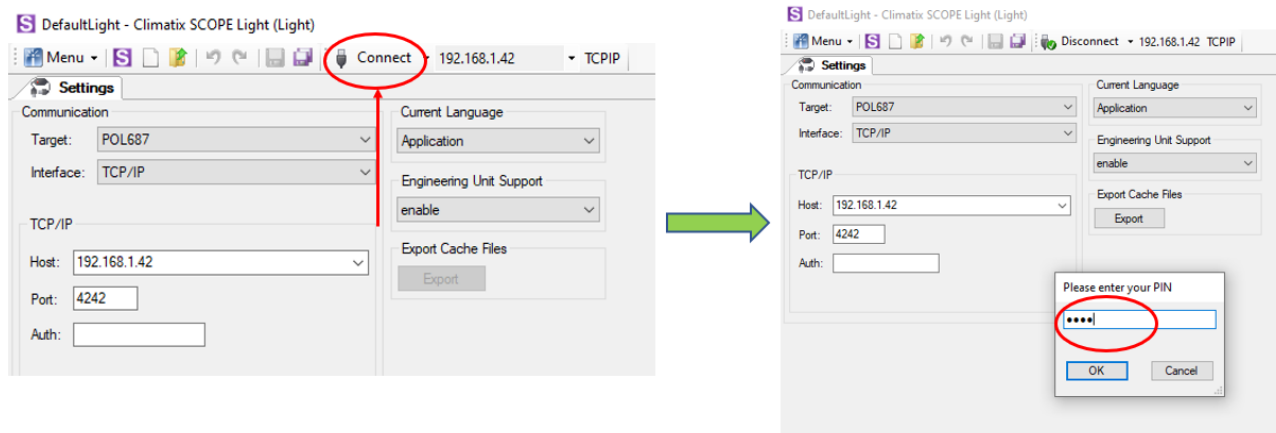 DefaultLight - Climatix SCOPE Light (Light)
Menu Connect 192.168.1.42 TCPIP
Settings
Communication
Target: POL687
Interface: TCP/IP
TCP/IP
Host: 192.168.1.42
Port: 4242
Auth:
Current Language
Application
Engineering Unit Support
enable
Export Cache Files
Export
DefaultLight - Climatix SCOPE Light (Light)
Menu Disconnect 192.168.1.42 TCPIP
Settings
Communication
Target: POL687
Interface: TCP/IP
TCP/IP
Host: 192.168.1.42
Port: 4242
Auth:
Current Language
Application
Engineering Unit Support
enable
Export Cache Files
Export
Please enter your PIN
••••
OK Cancel